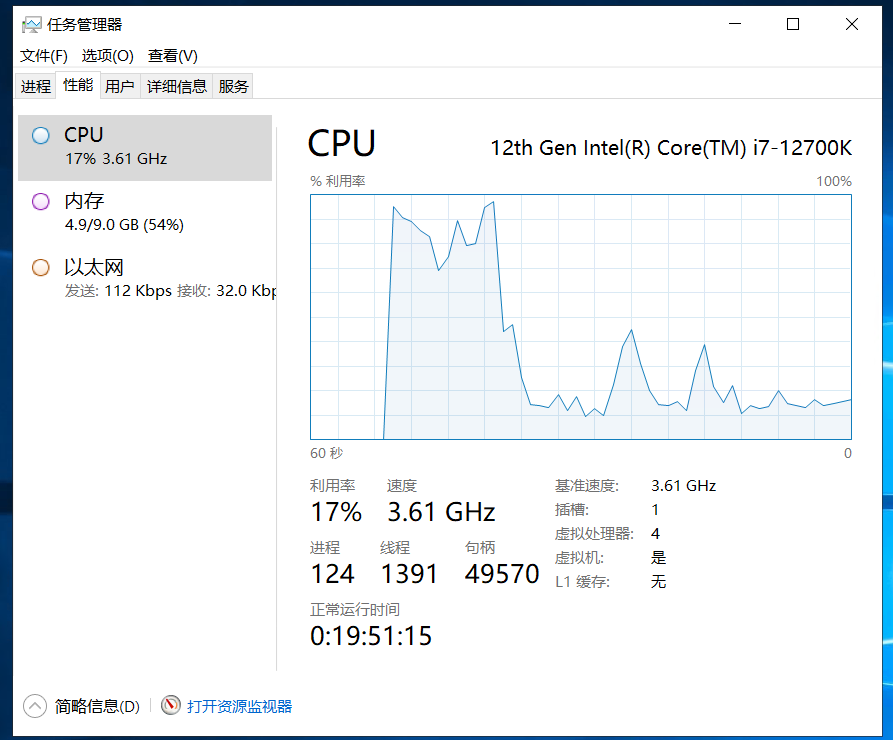 任务管理器
文件(F) 选项(O) 查看(V)
进程 性能 用户 详细信息 服务
CPU
17% 3.61 GHz
内存
4.9/9.0 GB (54%)
以太网
发送: 112 Kbps 接收: 32.0 Kbp
CPU 12th Gen Intel(R) Core(TM) i7-12700K
% 利用率 100%
60 秒 0
利用率 速度
17% 3.61 GHz
进程 线程 句柄
124 1391 49570
正常运行时间
0:19:51:15
基准速度: 3.61 GHz
插槽: 1
虚拟处理器: 4
虚拟机: 是
L1 缓存: 无
简略信息(D) 打开资源监视器